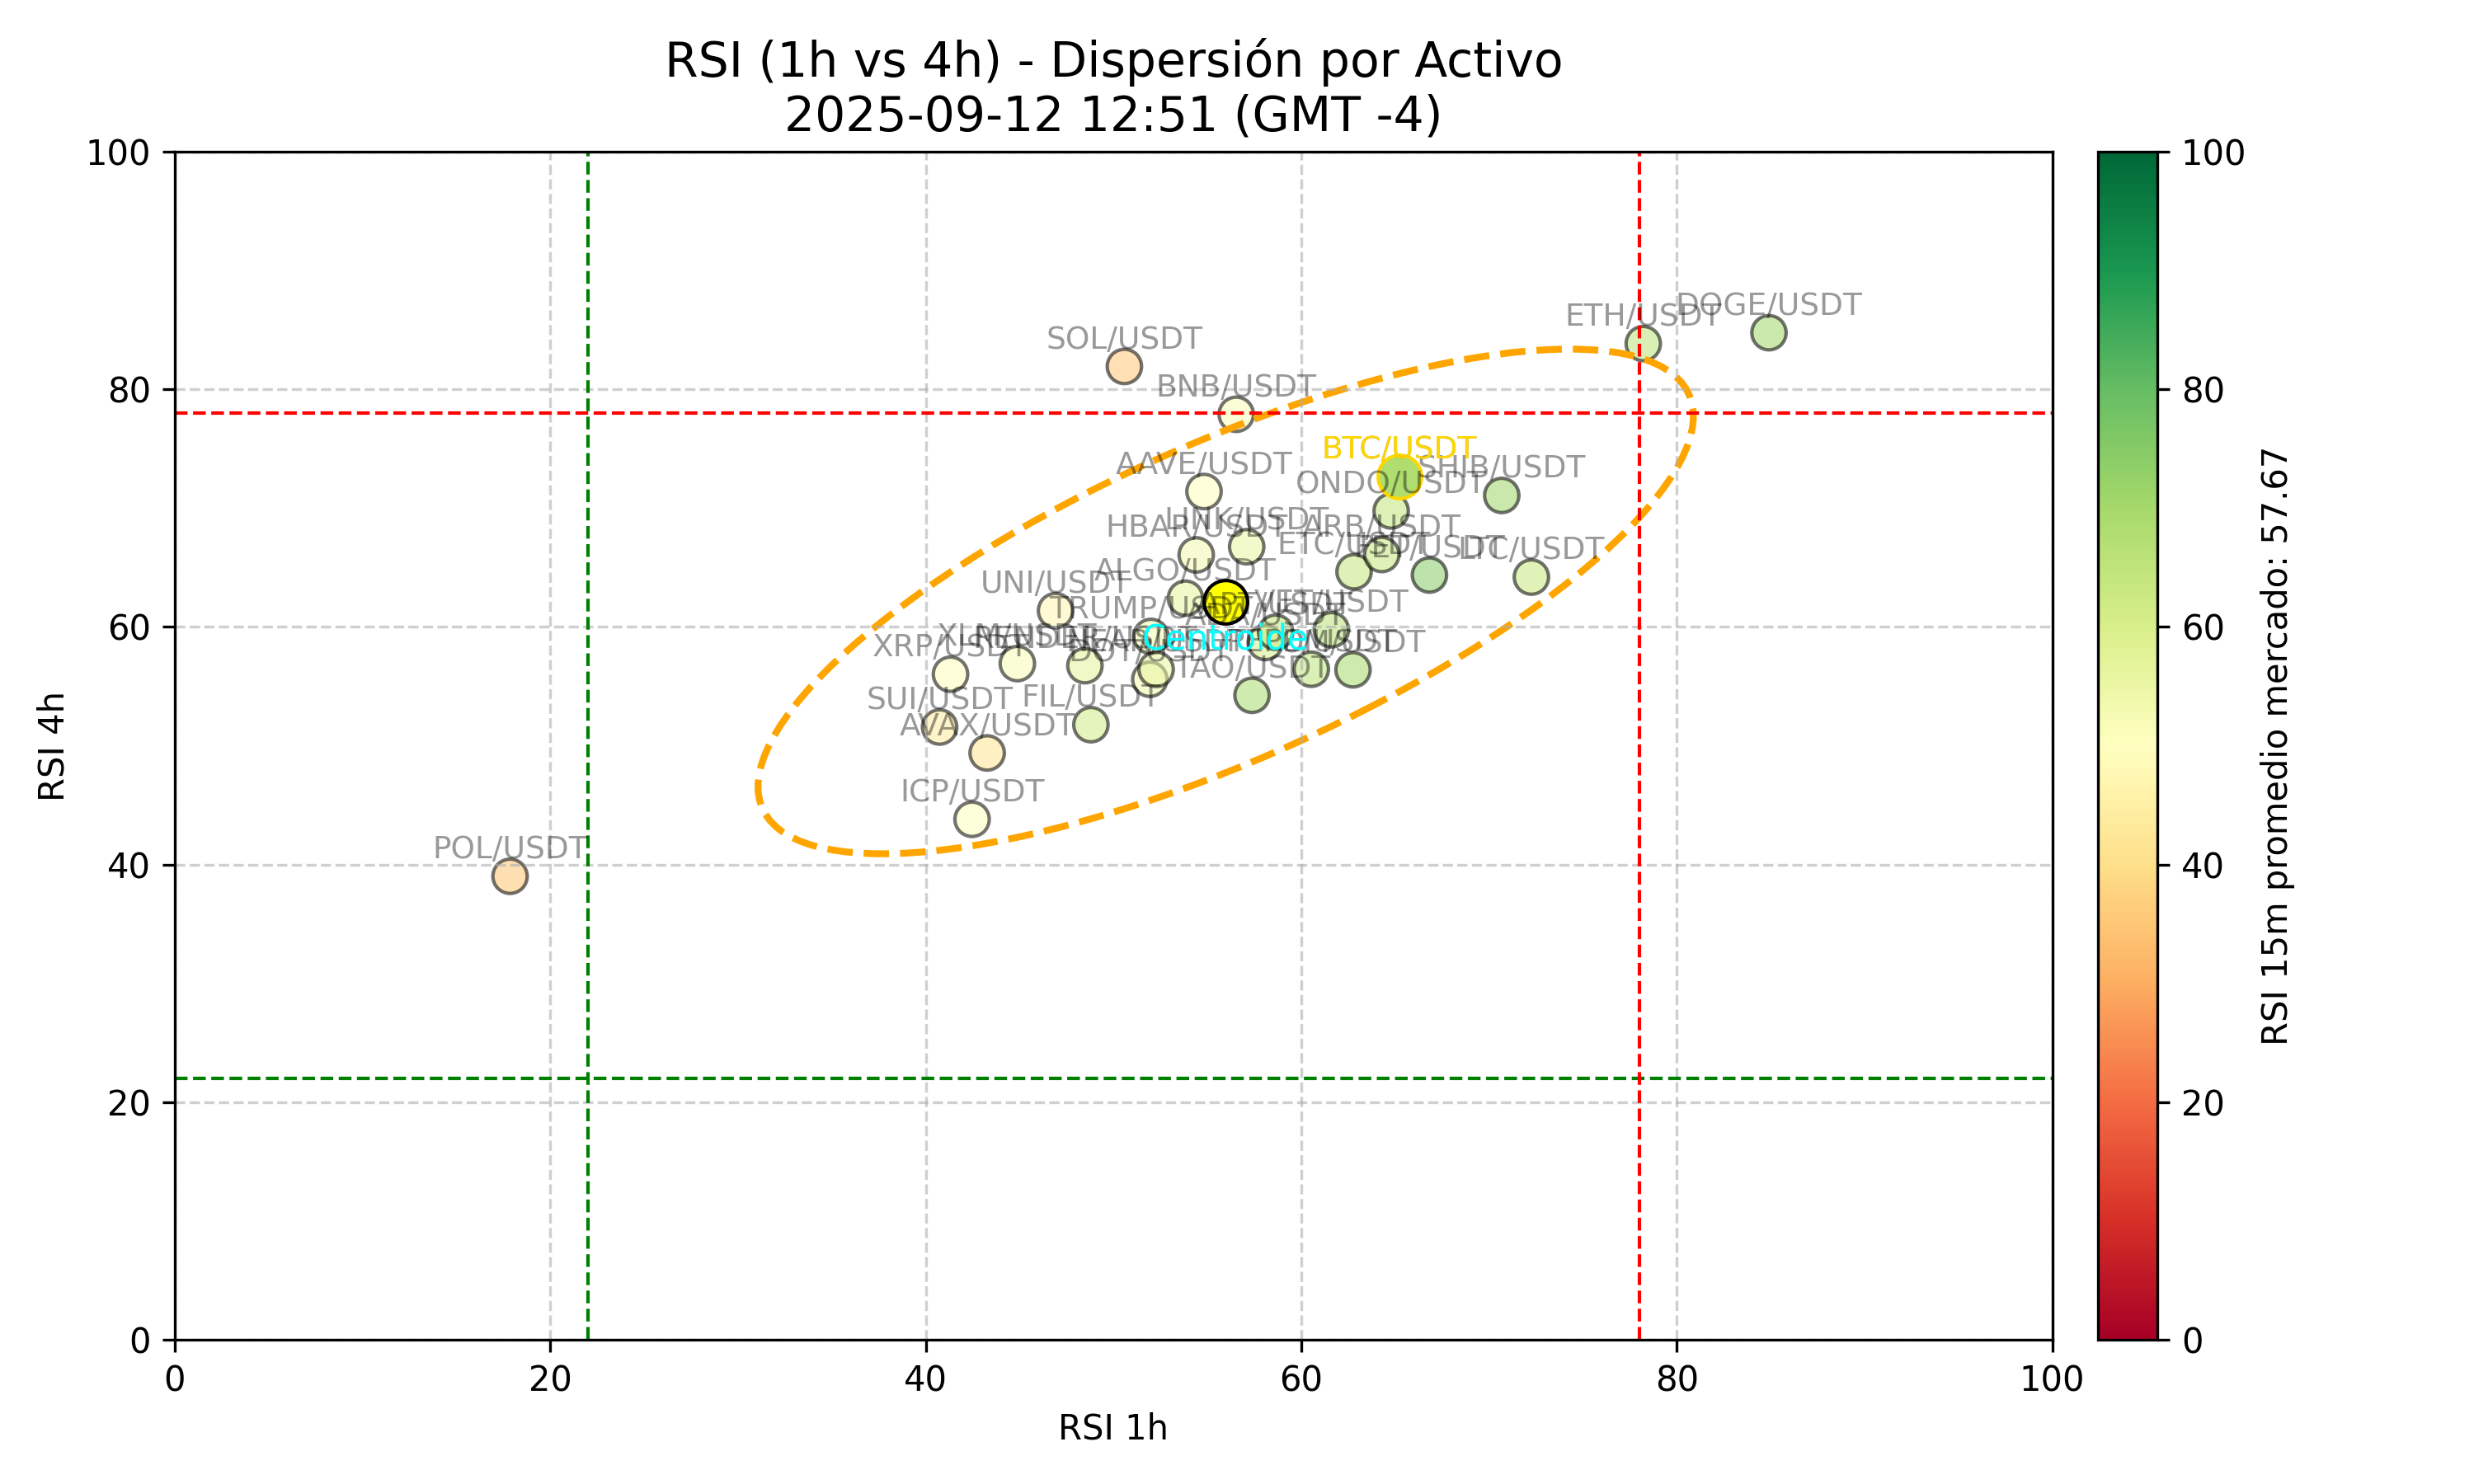 RSI (1h vs 4h) - Dispersión por Activo
2025-09-12 12:51 (GMT -4)
100
80
60
40
20
0
RSI 4h
0
20
40
60
80
100
RSI 1h
DOGE/USDT
ETH/USDT
SOL/USDT
BNB/USDT
BTC/USDT
AAVE/USDT
SHIB/USDT
ONDO/USDT
LINK/USDT
HBAR/USDT
ARB/USDT
ETC/USDT
LTC/USDT
ALGO/USDT
UNI/USDT
TRUMP/USDT
Centroide
XRP/USDT
DOT/USDT
TAO/USDT
SUI/USDT
FIL/USDT
AVAX/USDT
ICP/USDT
POL/USDT
100
80
60
40
20
0
RSI 15m promedio mercado: 57.67